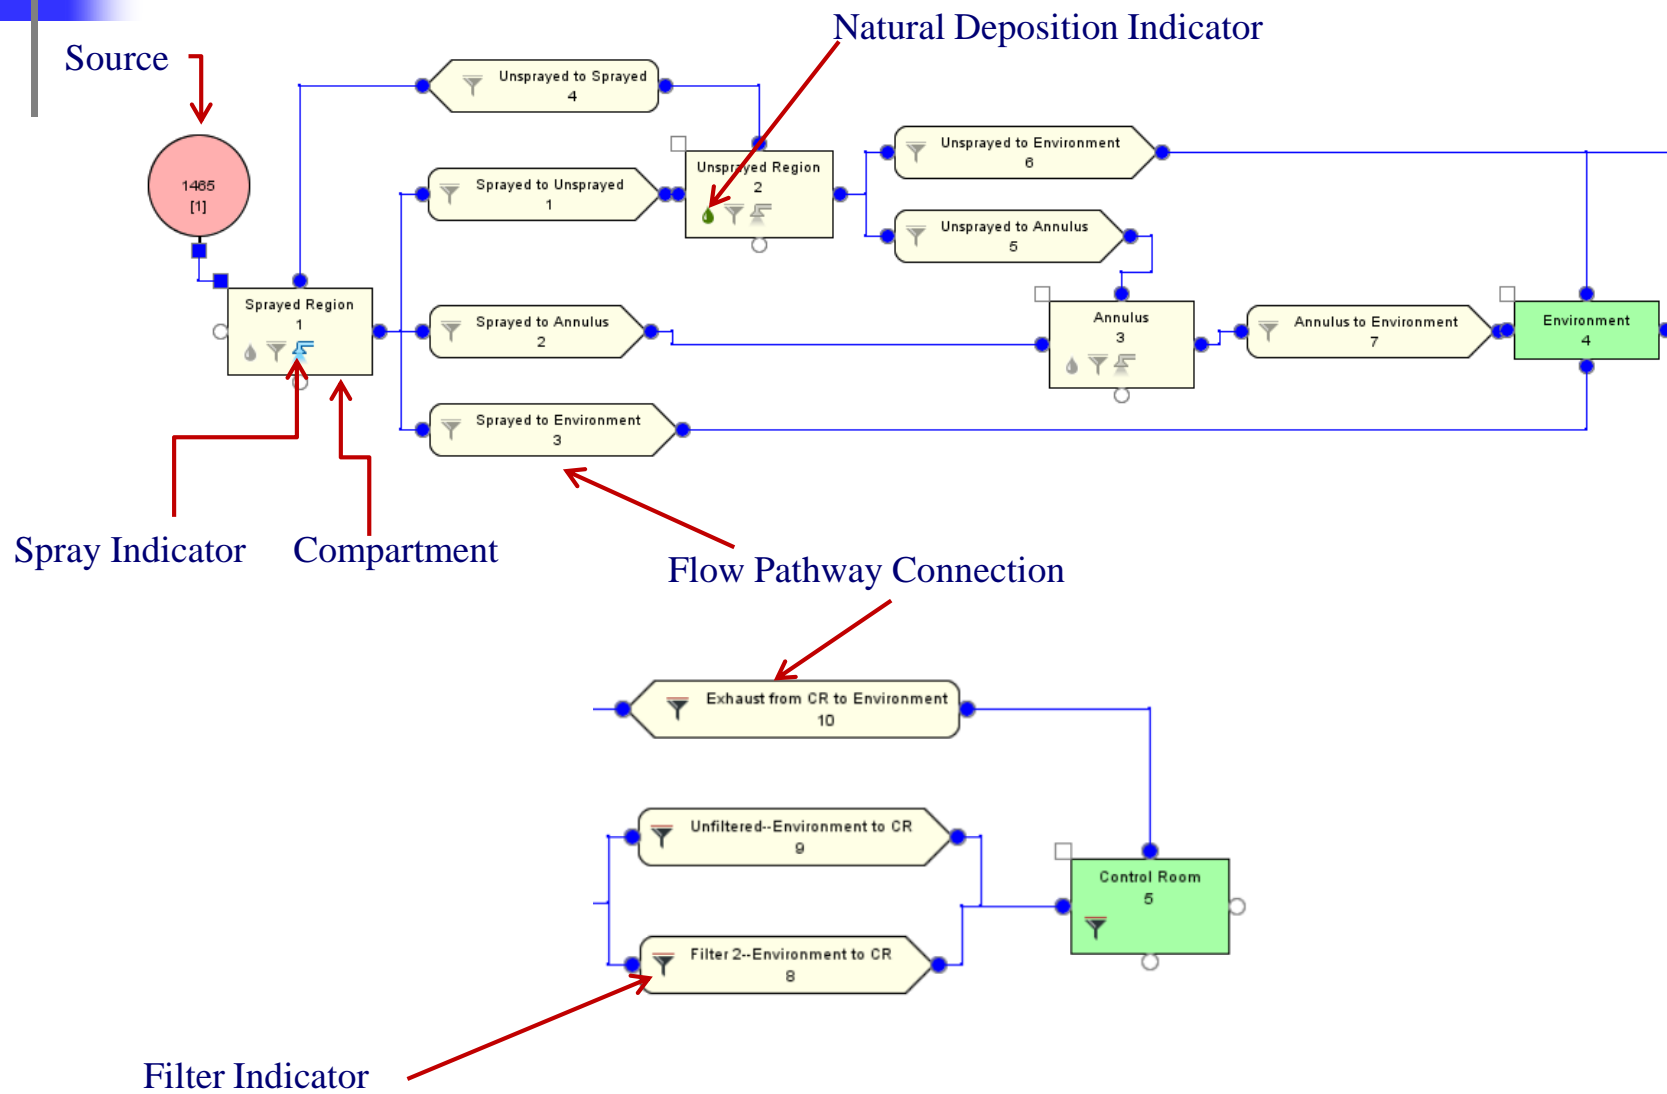 Natural Deposition Indicator
Source
Unsprayed to Sprayed
4
Unsprayed to Environment
6
Unsprayed Region
2
Sprayed to Unsprayed
1
1465
[1]
Unsprayed to Annulus
5
Sprayed Region
1
Sprayed to Annulus
2
Annulus
3
Annulus to Environment
7
Environment
4
Sprayed to Environment
3
Spray Indicator
Compartment
Flow Pathway Connection
Exhaust from CR to Environment
10
Unfiltered--Environment to CR
9
Control Room
5
Filter 2--Environment to CR
8
Filter Indicator